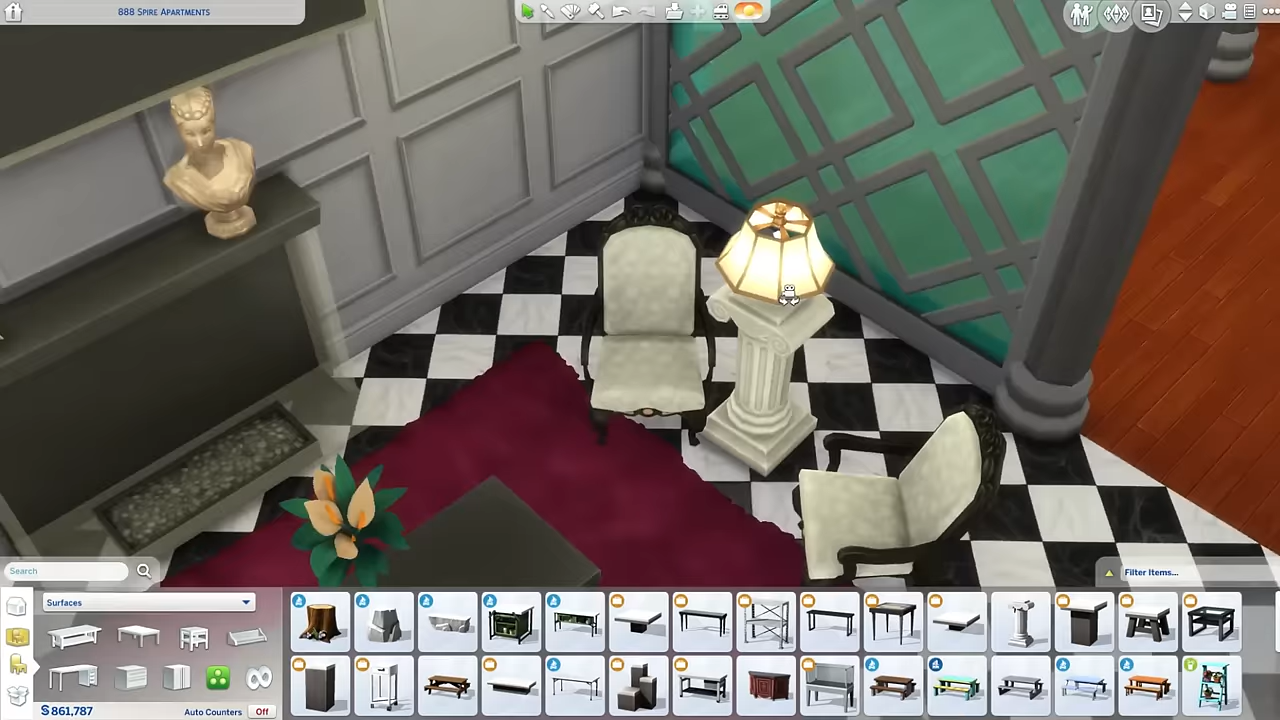 888 Spire Apartments
Search
Filter Items...
Surfaces
§861,787
Auto Counters Off